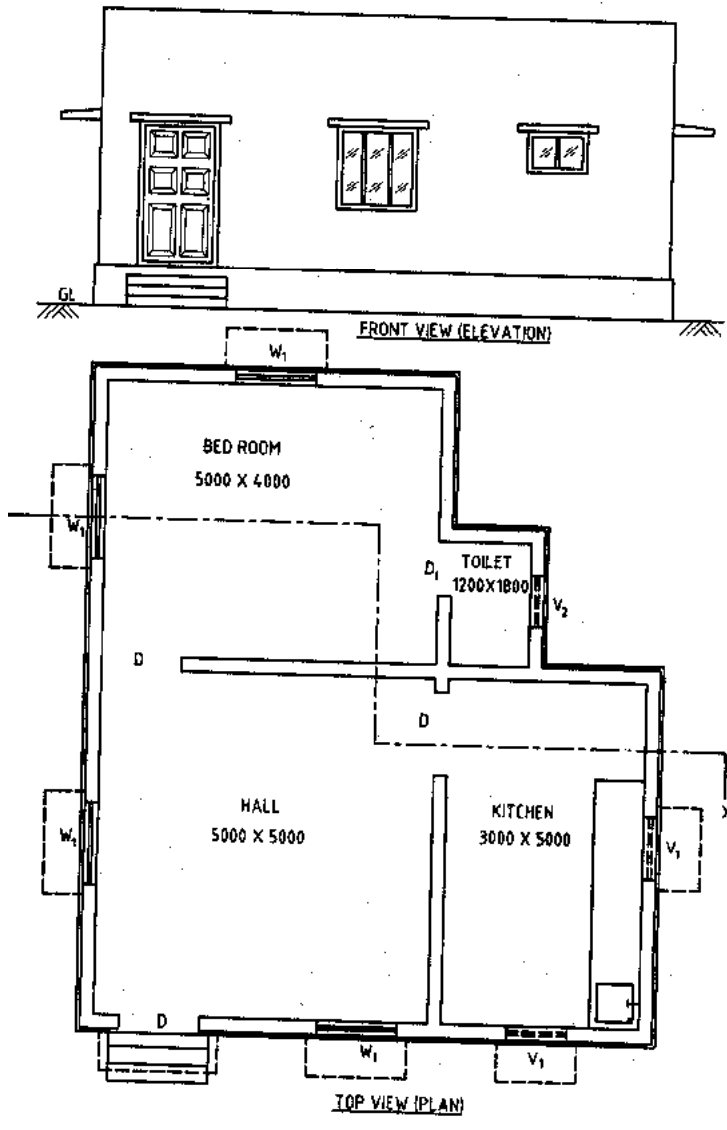 GL
FRONT VIEW (ELEVATION)
W1
BED ROOM
5000 X 4000
W1
D1
TOILET
1200X1800
V2
D
D
HALL
5000 X 5000
KITCHEN
3000 X 5000
W1
V1
D
W1
V1
TOP VIEW (PLAN)